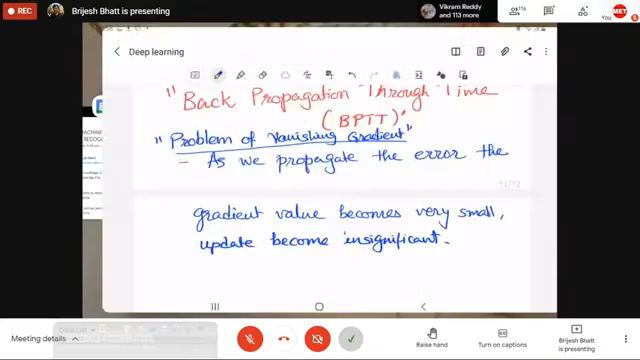 REC
Brijesh Bhatt is presenting
Vikram Reddy
and 113 more
116
You
MET
Deep learning
"Back Propagation Through Time
(BPTT)"
"Problem of Vanishing Gradient"
- As we propagate the error the
11/12
gradient value becomes very small,
update become insignificant.
Meeting details
Raise hand
Turn on captions
Brijesh Bhatt
is presenting